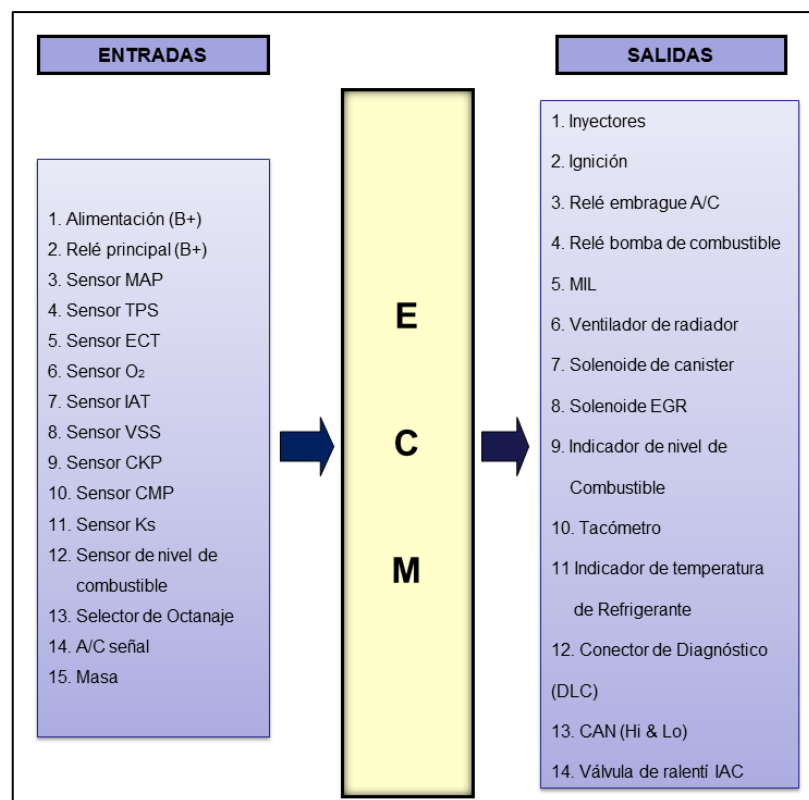 ENTRADAS
1. Alimentación (B+)
2. Relé principal (B+)
3. Sensor MAP
4. Sensor TPS
5. Sensor ECT
6. Sensor O₂
7. Sensor IAT
8. Sensor VSS
9. Sensor CKP
10. Sensor CMP
11. Sensor Ks
12. Sensor de nivel de
combustible
13. Selector de Octanaje
14. A/C señal
15. Masa
E
C
M
SALIDAS
1. Inyectores
2. Ignición
3. Relé embrague A/C
4. Relé bomba de combustible
5. MIL
6. Ventilador de radiador
7. Solenoide de canister
8. Solenoide EGR
9. Indicador de nivel de
Combustible
10. Tacómetro
11 Indicador de temperatura
de Refrigerante
12. Conector de Diagnóstico
(DLC)
13. CAN (Hi & Lo)
14. Válvula de ralentí IAC